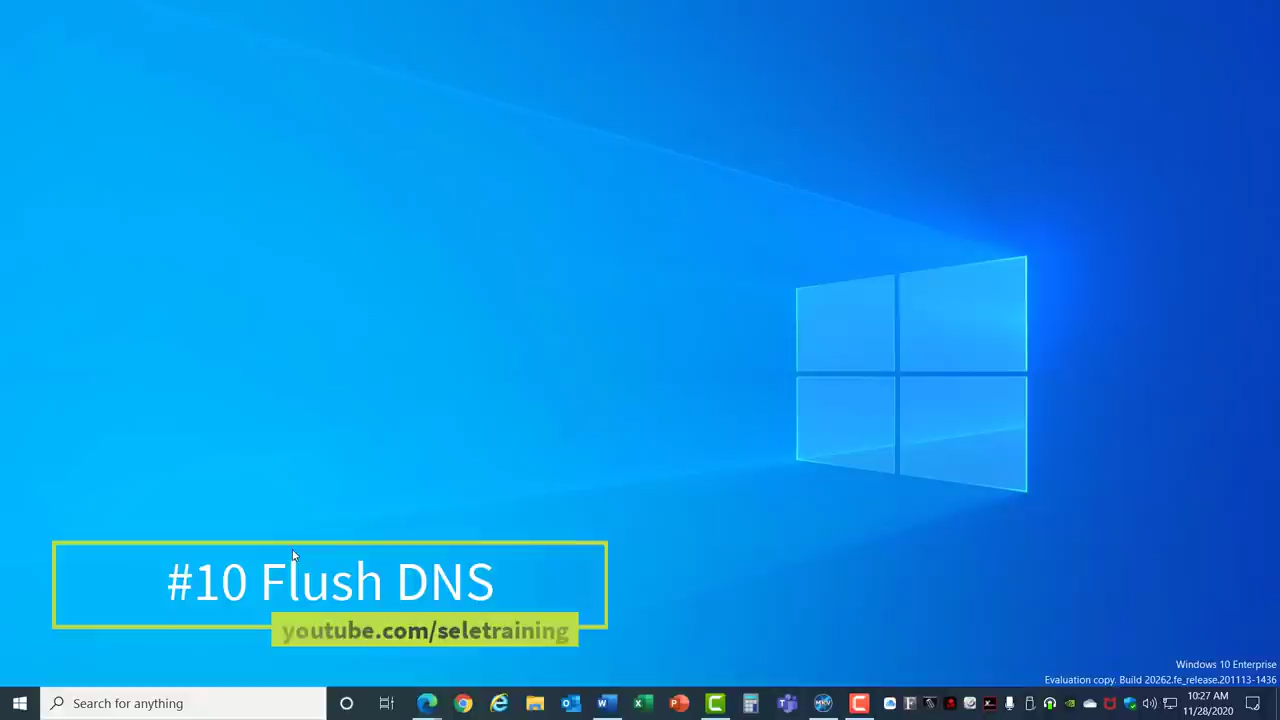 #10 Flush DNS
youtube.com/seletraining
Windows 10 Enterprise
Evaluation copy. Build 20262.fe_release.201113-1436
Search for anything
10:27 AM
11/28/2020